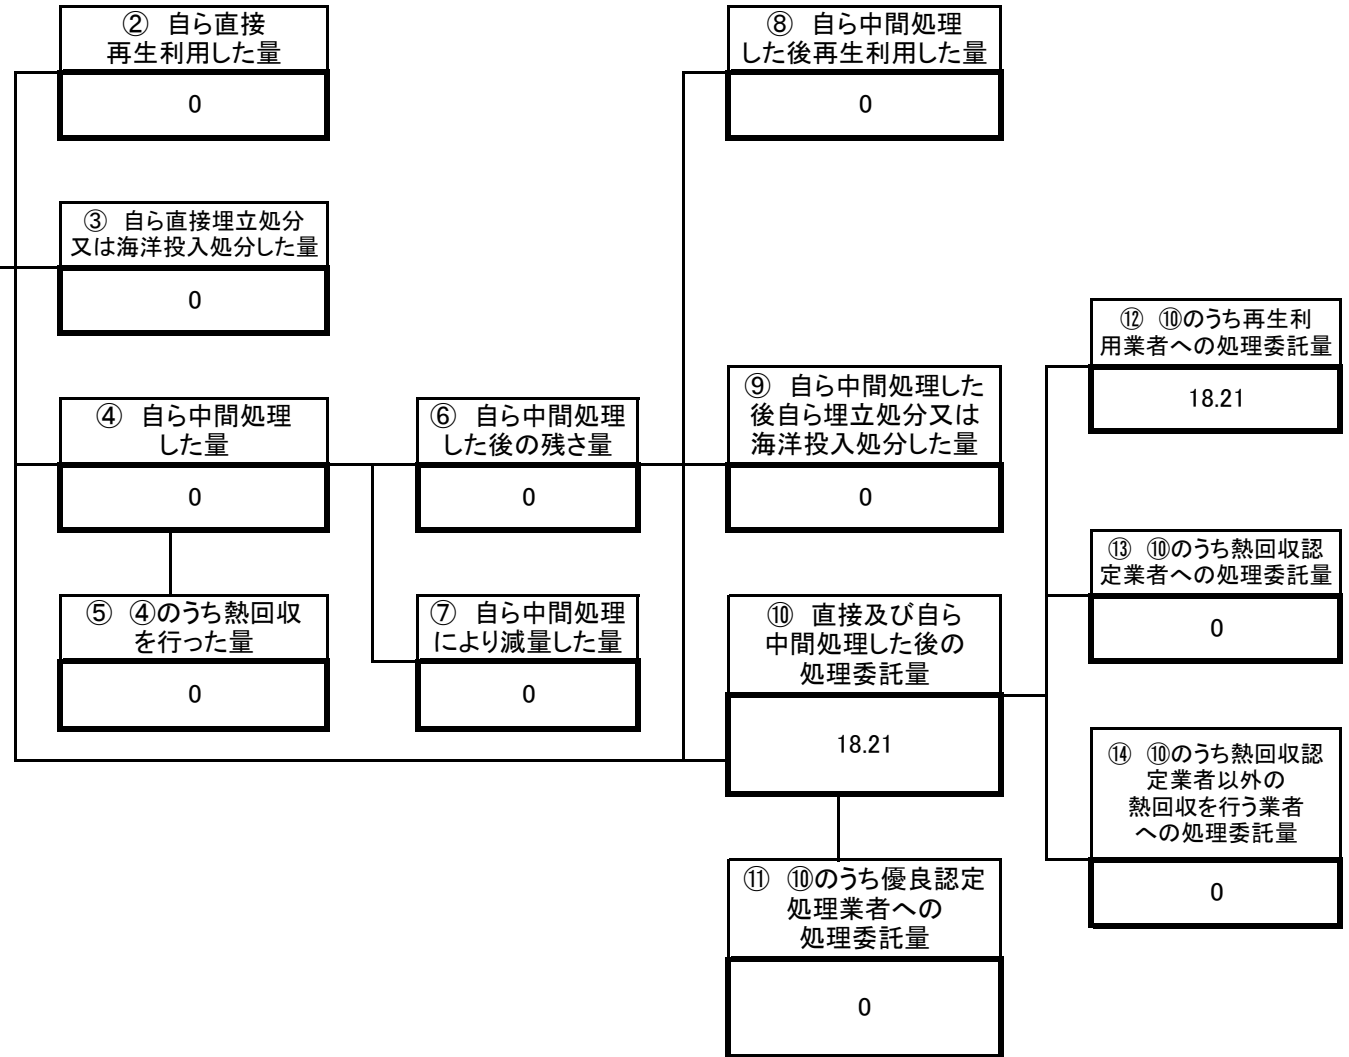 ② 自ら直接
再生利用した量
0
③ 自ら直接埋立処分
又は海洋投入処分した量
0
④ 自ら中間処理
した量
0
⑤ ④のうち熱回収
を行った量
0
⑥ 自ら中間処理
した後の残さ量
0
⑦ 自ら中間処理
により減量した量
0
⑧ 自ら中間処理
した後再生利用した量
0
⑨ 自ら中間処理した
後自ら埋立処分又は
海洋投入処分した量
0
⑩ 直接及び自ら
中間処理した後の
処理委託量
18.21
⑪ ⑩のうち優良認定
処理業者への
処理委託量
0
⑫ ⑩のうち再生利
用業者への処理委託量
18.21
⑬ ⑩のうち熱回収認
定業者への処理委託量
0
⑭ ⑩のうち熱回収認
定業者以外の
熱回収を行う業者
への処理委託量
0